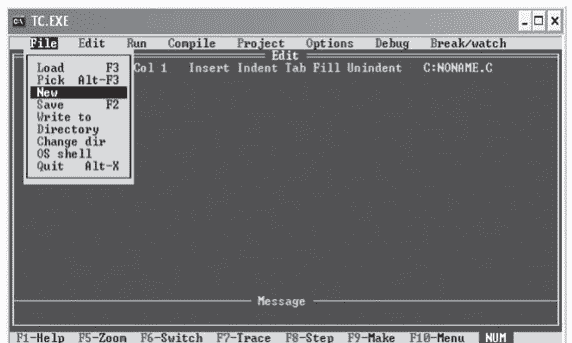 TC.EXE
File Edit Run Compile Project Options Debug Break/watch
Edit
Col 1 Insert Indent Tab Fill Unindent C:NONAME.C
Load F3
Pick Alt-F3
New
Save F2
Write to
Directory
Change dir
OS shell
Quit Alt-X
Message
F1-Help F5-Zoom F6-Switch F7-Trace F8-Step F9-Make F10-Menu NUM